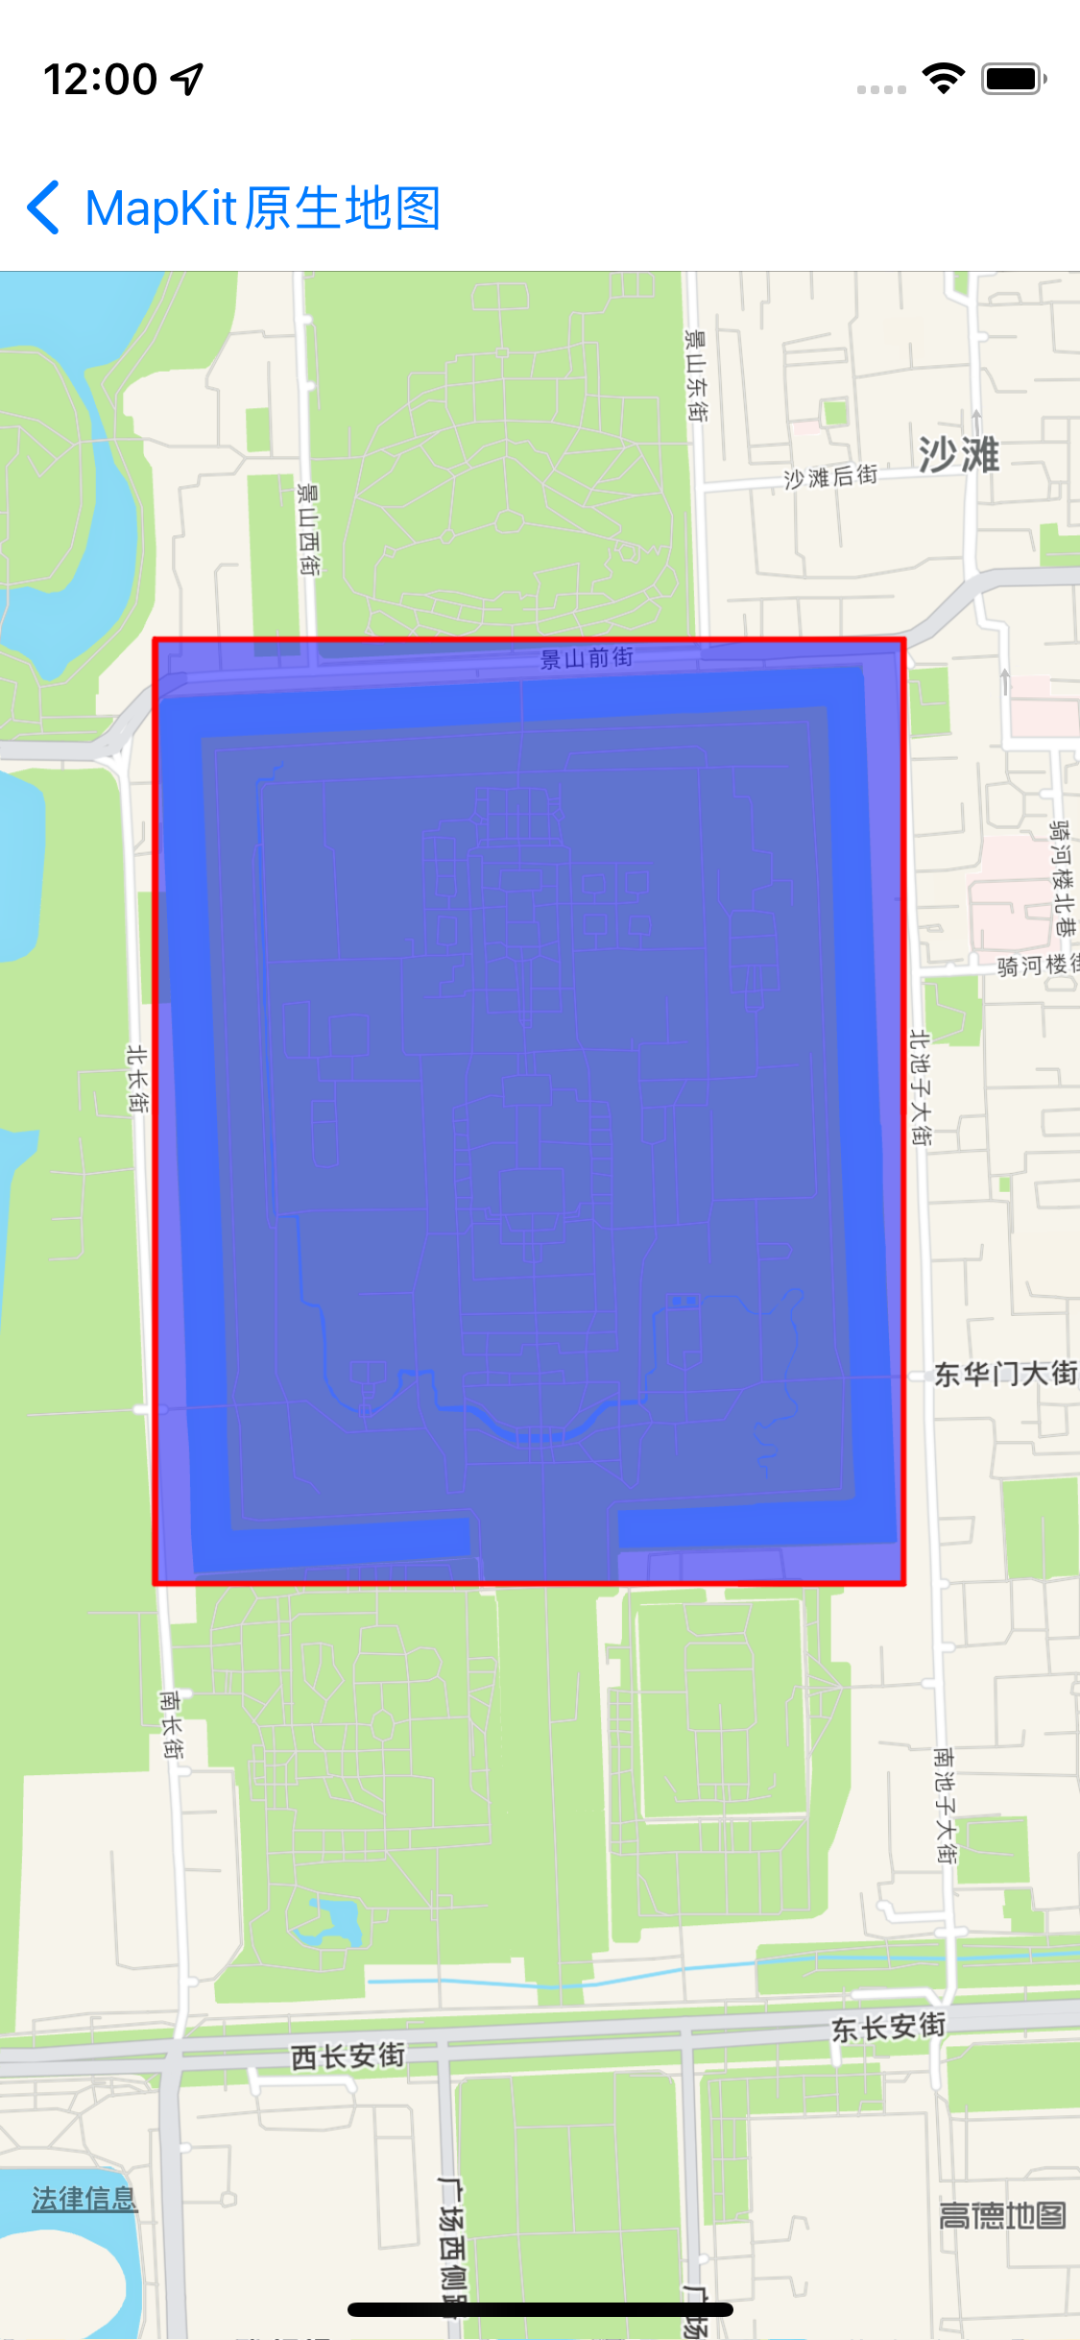 12:00
MapKit原生地图
景山东街
沙滩
沙滩后街
景山西街
景山前街
骑河楼北巷
骑河楼街
北长街
北池子大街
东华门大街
南长街
南池子大街
东长安街
西长安街
法律信息
广场西侧路
高德地图
广场